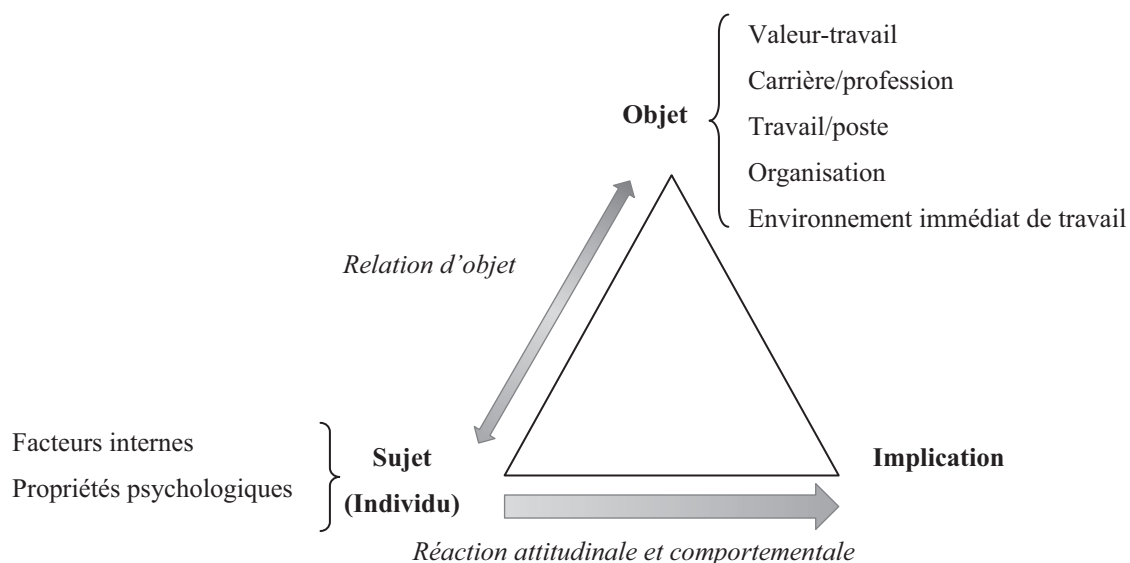 Valeur-travail
Carrière/profession
Objet
Travail/poste
Organisation
Environnement immédiat de travail
Relation d’objet
Facteurs internes
Propriétés psychologiques
Sujet
(Individu)
Implication
Réaction attitudinale et comportementale